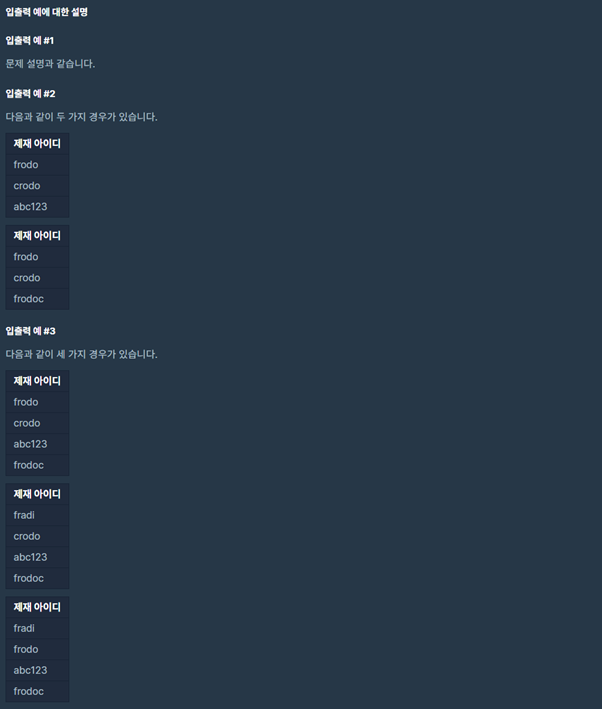 입출력 예에 대한 설명
입출력 예 #1
문제 설명과 같습니다.
입출력 예 #2
다음과 같이 두 가지 경우가 있습니다.
제재 아이디
frodo
crodo
abc123
제재 아이디
frodo
crodo
frodoc
입출력 예 #3
다음과 같이 세 가지 경우가 있습니다.
제재 아이디
frodo
crodo
abc123
frodoc
제재 아이디
fradi
crodo
abc123
frodoc
제재 아이디
fradi
frodo
abc123
frodoc